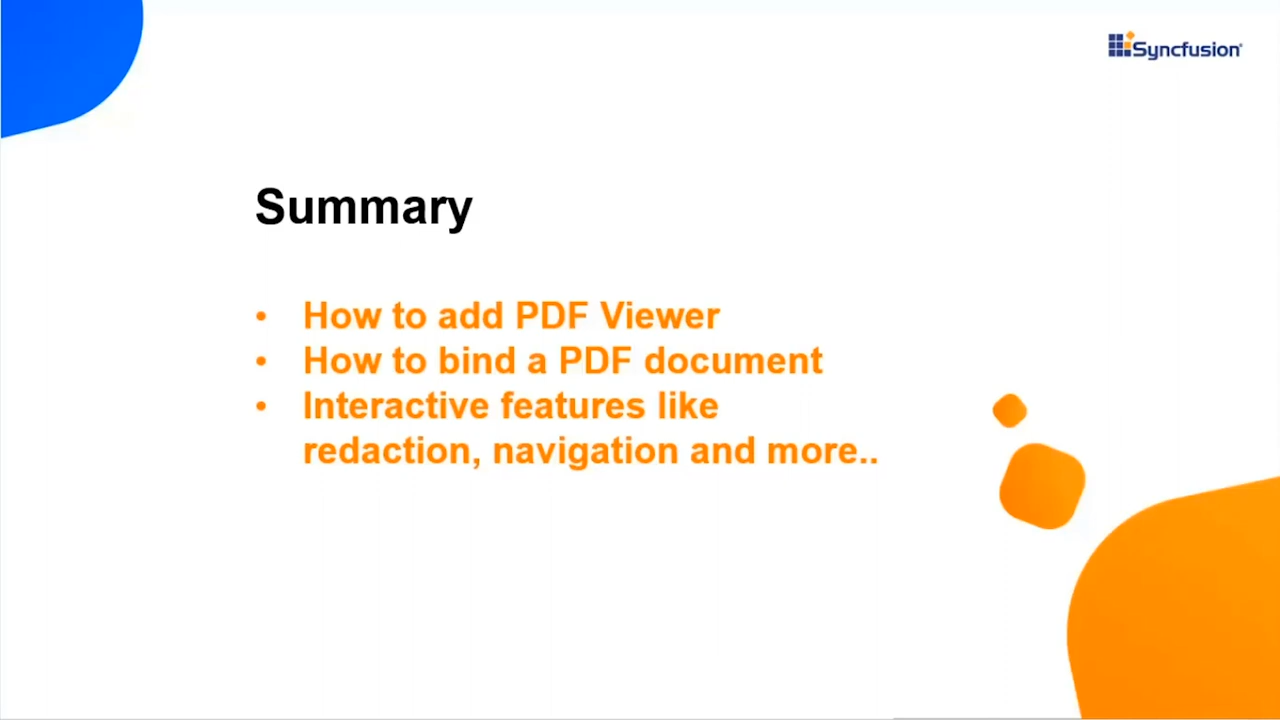 Syncfusion
Summary
• How to add PDF Viewer
• How to bind a PDF document
• Interactive features like
redaction, navigation and more..